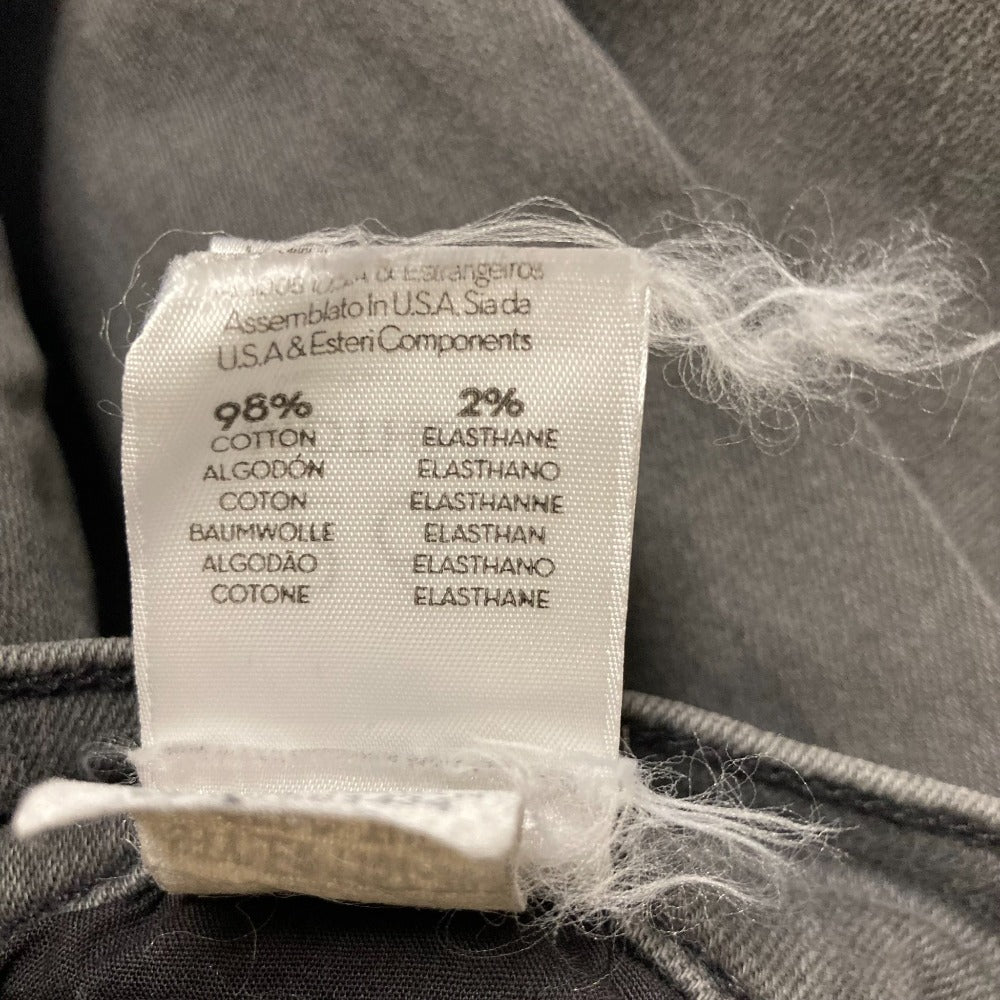 U.S.A & Estrangeiros
Assemblato In U.S.A. Sia da
U.S.A & Esteri Components
98% 2%
COTTON ELASTHANE
ALGODÓN ELASTHANO
COTON ELASTHANNE
BAUMWOLLE ELASTHAN
ALGODÃO ELASTHANO
COTONE ELASTHANE